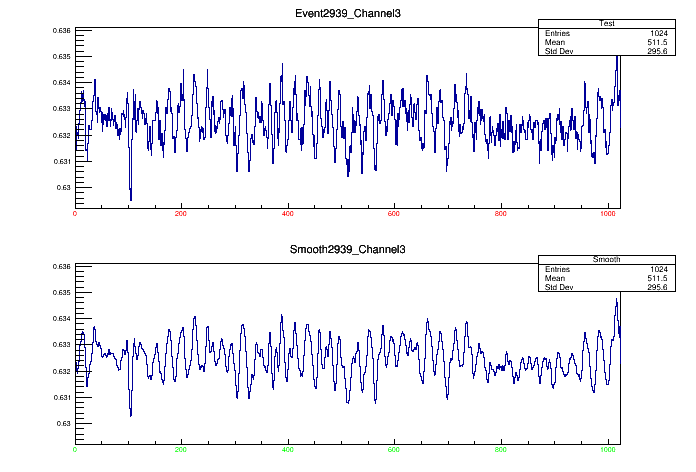 Event2939_Channel3
Test
Entries 1024
Mean 511.5
Std Dev 295.6
0.636
0.635
0.634
0.633
0.632
0.631
0.63
0 200 400 600 800 1000
Smooth2939_Channel3
Smooth
Entries 1024
Mean 511.5
Std Dev 295.6
0.636
0.635
0.634
0.633
0.632
0.631
0.63
0 200 400 600 800 1000